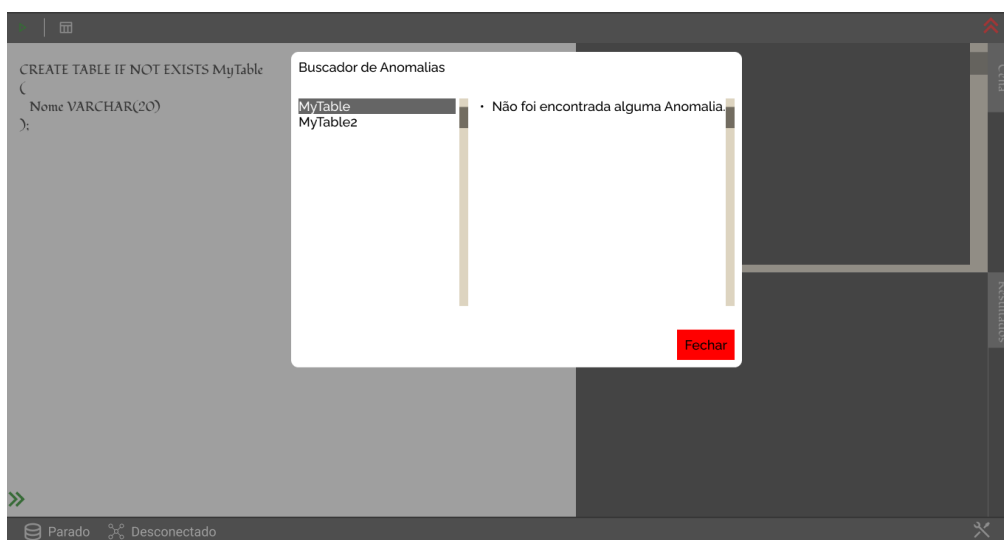 CREATE TABLE IF NOT EXISTS MyTable
(
Nome VARCHAR(20)
);
Buscador de Anomalias
MyTable
MyTable2
• Não foi encontrada alguma Anomalia.
Fechar
Resultados
Parado
Desconectado